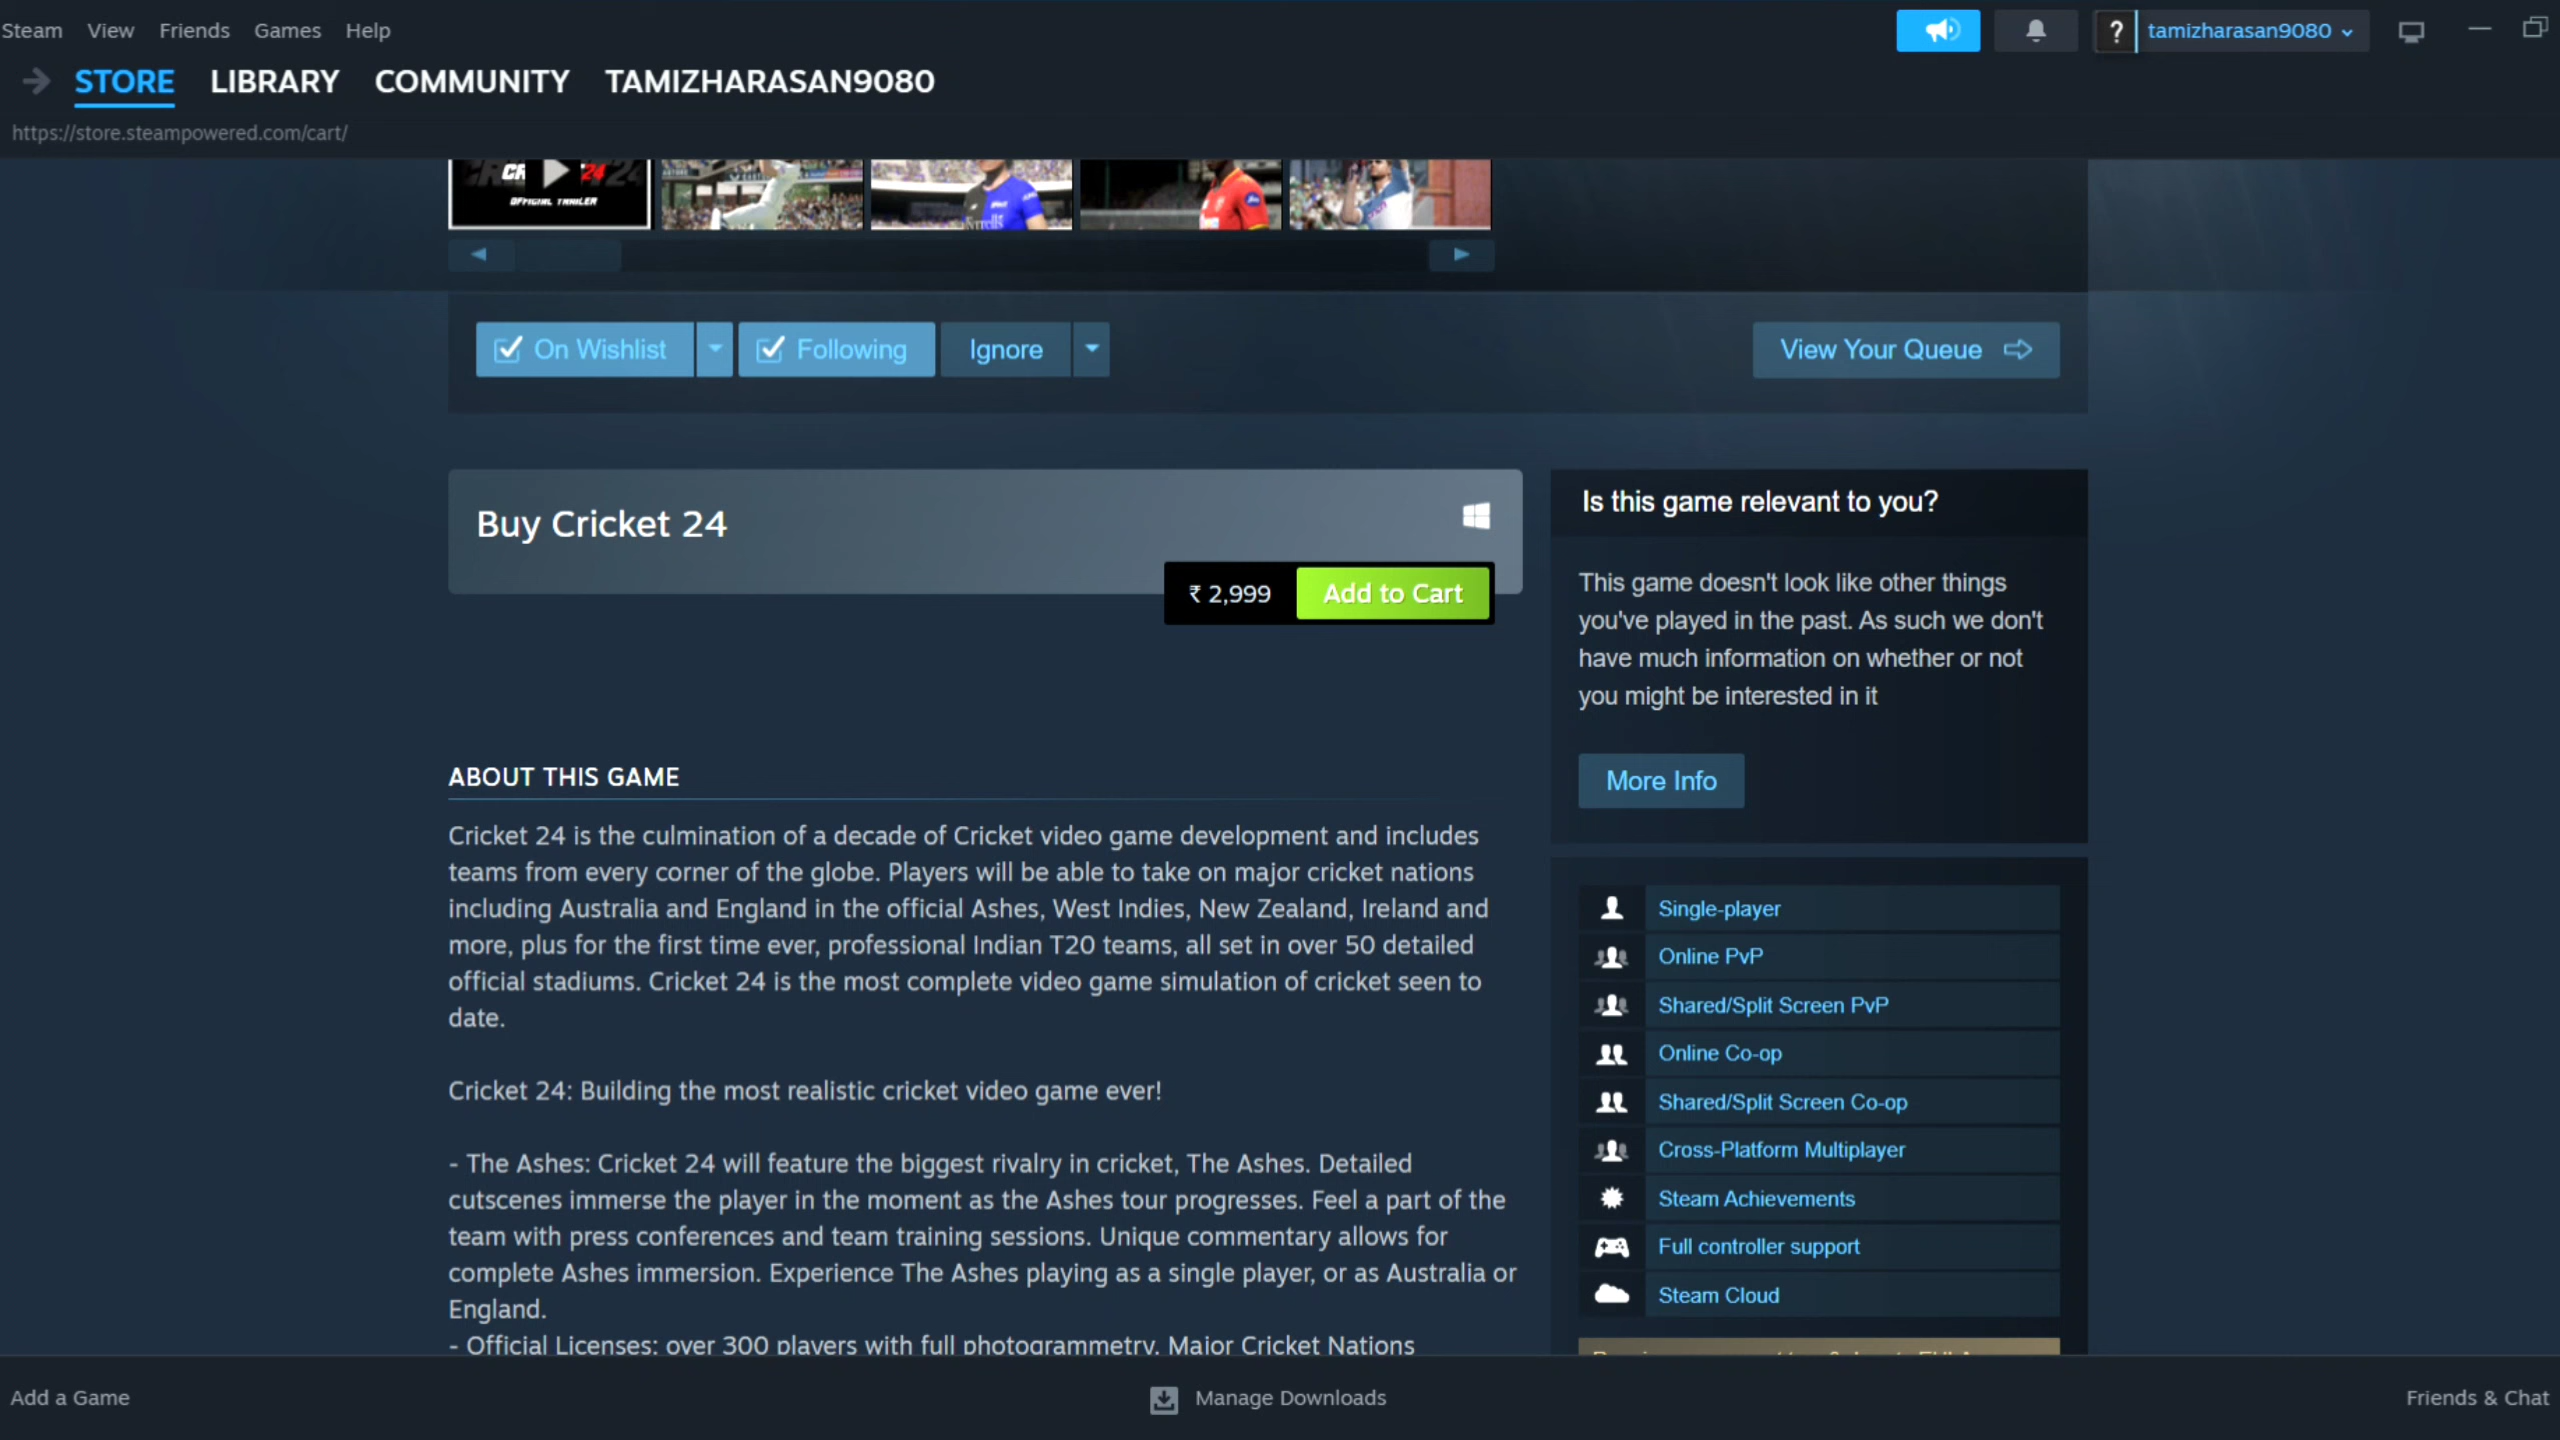 Steam View Friends Games Help
? tamizharasan9080
STORE LIBRARY COMMUNITY TAMIZHARASAN9080
https://store.steampowered.com/cart/
24
OFFICIAL TRAILER
On Wishlist Following Ignore View Your Queue
Buy Cricket 24
₹ 2,999 Add to Cart
Is this game relevant to you?
This game doesn't look like other things
you've played in the past. As such we don't
have much information on whether or not
you might be interested in it
More Info
ABOUT THIS GAME
Cricket 24 is the culmination of a decade of Cricket video game development and includes
teams from every corner of the globe. Players will be able to take on major cricket nations
including Australia and England in the official Ashes, West Indies, New Zealand, Ireland and
more, plus for the first time ever, professional Indian T20 teams, all set in over 50 detailed
official stadiums. Cricket 24 is the most complete video game simulation of cricket seen to
date.
Cricket 24: Building the most realistic cricket video game ever!
- The Ashes: Cricket 24 will feature the biggest rivalry in cricket, The Ashes. Detailed
cutscenes immerse the player in the moment as the Ashes tour progresses. Feel a part of the
team with press conferences and team training sessions. Unique commentary allows for
complete Ashes immersion. Experience The Ashes playing as a single player, or as Australia or
England.
- Official Licenses: over 300 players with full photogrammetry. Major Cricket Nations
Single-player
Online PvP
Shared/Split Screen PvP
Online Co-op
Shared/Split Screen Co-op
Cross-Platform Multiplayer
Steam Achievements
Full controller support
Steam Cloud
Add a Game
Manage Downloads
Friends & Chat